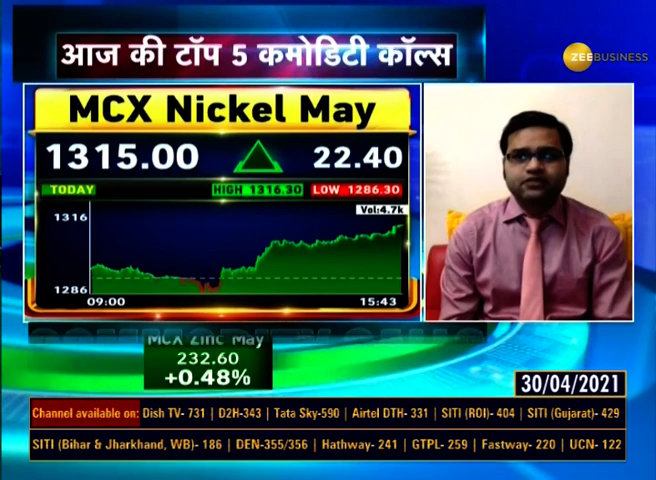 आज की टॉप 5 कमोडिटी कॉल्स
ZEEBUSINESS
MCX Nickel May
1315.00 22.40
TODAY HIGH 1316.30 LOW 1286.30
Vol:4.7k
1316
1286
09:00 15:43
MCX Zinc May
232.60
+0.48%
30/04/2021
Channel available on: Dish TV- 731 | D2H-343 | Tata Sky-590 | Airtel DTH- 331 | SITI (ROI)- 404 | SITI (Gujarat)- 429
SITI (Bihar & Jharkhand, WB)- 186 | DEN-355/356 | Hathway- 241 | GTPL- 259 | Fastway- 220 | UCN- 122